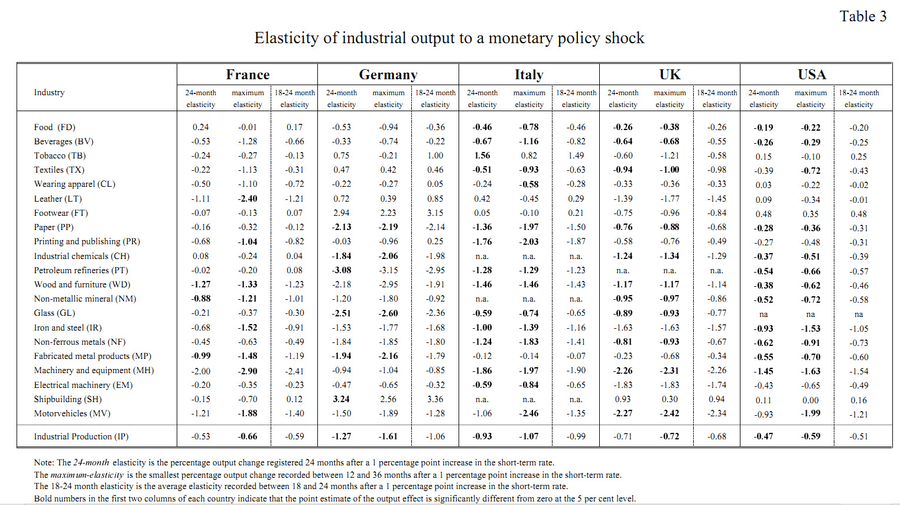 Table 3
Elasticity of industrial output to a monetary policy shock
France Germany Italy UK USA
Industry 24-month elasticity maximum elasticity 18-24 month elasticity 24-month elasticity maximum elasticity 18-24 month elasticity 24-month elasticity maximum elasticity 18-24 month elasticity 24-month elasticity maximum elasticity 18-24 month elasticity 24-month elasticity maximum elasticity 18-24 month elasticity
Food (FD) 0.24 -0.01 0.17 -0.53 -0.94 -0.36 -0.46 -0.78 -0.46 -0.26 -0.38 -0.26 -0.19 -0.22 -0.20
Beverages (BV) -0.53 -1.28 -0.66 -0.33 -0.74 -0.22 -0.67 -1.16 -0.82 -0.64 -0.68 -0.55 -0.26 -0.29 -0.25
Tobacco (TB) -0.24 -0.27 -0.13 0.75 -0.21 1.00 1.56 0.82 1.49 -0.60 -1.21 -0.58 0.15 -0.10 0.25
Textiles (TX) -0.22 -1.13 -0.31 0.47 0.42 0.46 -0.51 -0.93 -0.63 -0.94 -1.00 -0.98 -0.39 -0.72 -0.43
Wearing apparel (CL) -0.50 -1.10 -0.72 -0.22 -0.27 0.05 -0.24 -0.58 -0.28 -0.33 -0.36 -0.33 0.03 -0.22 -0.02
Leather (LT) -1.11 -2.40 -1.21 0.72 0.39 0.85 0.42 -0.45 0.29 -1.39 -1.77 -1.45 0.09 -0.34 -0.01
Footwear (FT) -0.07 -0.13 0.07 2.94 2.23 3.15 0.05 -0.10 0.21 -0.75 -0.96 -0.84 0.48 0.35 0.48
Paper (PP) -0.16 -0.32 -0.12 -2.13 -2.19 -2.14 -1.36 -1.97 -1.50 -0.76 -0.88 -0.68 -0.28 -0.36 -0.31
Printing and publishing (PR) -0.68 -1.04 -0.82 -0.03 -0.96 0.25 -1.76 -2.03 -1.87 -0.58 -0.76 -0.49 -0.27 -0.48 -0.31
Industrial chemicals (CH) 0.08 -0.24 0.04 -1.84 -2.06 -1.98 n.a. n.a. n.a. -1.24 -1.34 -1.29 -0.37 -0.51 -0.39
Petroleum refineries (PT) -0.02 -0.20 0.08 -3.08 -3.15 -2.95 -1.28 -1.29 -1.23 n.a. n.a. n.a. -0.54 -0.66 -0.57
Wood and furniture (WD) -1.27 -1.33 -1.23 -2.18 -2.95 -1.91 -1.46 -1.46 -1.43 -1.17 -1.17 -1.14 -0.38 -0.62 -0.46
Non-metallic mineral (NM) -0.88 -1.21 -1.01 -1.20 -1.80 -0.92 n.a. n.a. n.a. -0.95 -0.97 -0.86 -0.52 -0.72 -0.58
Glass (GL) -0.21 -0.37 -0.30 -2.51 -2.60 -2.36 -0.59 -0.74 -0.65 -0.89 -0.93 -0.77 na na na
Iron and steel (IR) -0.68 -1.52 -0.91 -1.53 -1.77 -1.68 -1.00 -1.39 -1.16 -1.63 -1.63 -1.57 -0.93 -1.53 -1.05
Non-ferrous metals (NF) -0.45 -0.63 -0.49 -1.84 -1.85 -1.80 -1.24 -1.83 -1.41 -0.81 -0.93 -0.67 -0.62 -0.91 -0.73
Fabricated metal products (MP) -0.99 -1.48 -1.19 -1.94 -2.16 -1.79 -0.12 -0.14 -0.07 -0.23 -0.68 -0.34 -0.55 -0.70 -0.60
Machinery and equipment (MH) -2.00 -2.90 -2.41 -0.94 -1.04 -0.85 -1.86 -1.97 -1.90 -2.26 -2.31 -2.26 -1.45 -1.63 -1.54
Electrical machinery (EM) -0.20 -0.35 -0.23 -0.47 -0.65 -0.32 -0.59 -0.84 -0.65 -1.83 -1.83 -1.74 -0.43 -0.65 -0.49
Shipbuilding (SH) -0.15 -0.70 0.12 3.24 2.56 3.36 n.a. n.a. n.a. 0.93 0.30 0.94 0.11 0.00 0.16
Motorvehicles (MV) -1.21 -1.88 -1.40 -1.50 -1.89 -1.28 -1.06 -2.46 -1.35 -2.27 -2.42 -2.34 -0.93 -1.99 -1.21
Industrial Production (IP) -0.53 -0.66 -0.59 -1.27 -1.61 -1.06 -0.93 -1.07 -0.99 -0.71 -0.72 -0.68 -0.47 -0.59 -0.51
Note: The 24-month elasticity is the percentage output change registered 24 months after a 1 percentage point increase in the short-term rate.
The maximum-elasticity is the smallest percentage output change recorded between 12 and 36 months after a 1 percentage point increase in the short-term rate.
The 18-24 month elasticity is the average elasticity recorded between 18 and 24 months after a 1 percentage point increase in the short-term rate.
Bold numbers in the first two columns of each country indicate that the point estimate of the output effect is significantly different from zero at the 5 per cent level.